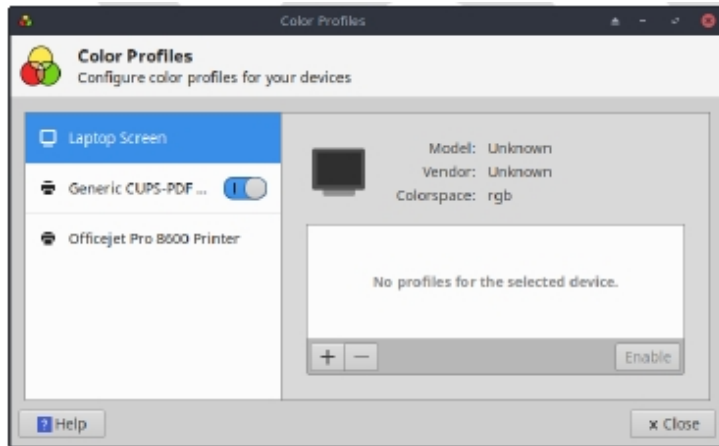 Color Profiles
Color Profiles
Configure color profiles for your devices
Laptop Screen
Generic CUPS-PDF ...
Officejet Pro 8600 Printer
Model: Unknown
Vendor: Unknown
Colorspace: rgb
No profiles for the selected device.
+ −
Enable
? Help
x Close